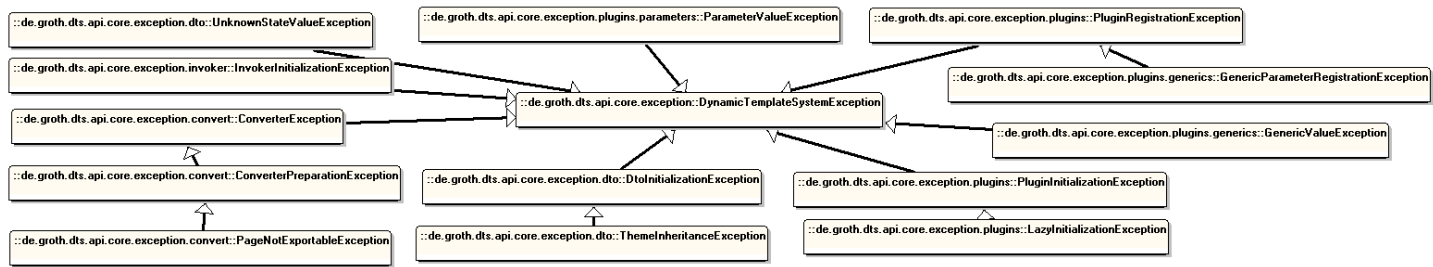 ::de.groth.dts.api.core.exception.dto::UnknownStateValueException
::de.groth.dts.api.core.exception.plugins.parameters::ParameterValueException
::de.groth.dts.api.core.exception.plugins::PluginRegistrationException
::de.groth.dts.api.core.exception.invoker::InvokerInitializationException
::de.groth.dts.api.core.exception.plugins.generics::GenericParameterRegistrationException
::de.groth.dts.api.core.exception::DynamicTemplateSystemException
::de.groth.dts.api.core.exception.convert::ConverterException
::de.groth.dts.api.core.exception.plugins.generics::GenericValueException
::de.groth.dts.api.core.exception.convert::ConverterPreparationException
::de.groth.dts.api.core.exception.dto::DtoInitializationException
::de.groth.dts.api.core.exception.plugins::PluginInitializationException
::de.groth.dts.api.core.exception.convert::PageNotExportableException
::de.groth.dts.api.core.exception.dto::ThemeInheritanceException
::de.groth.dts.api.core.exception.plugins::LazyInitializationException